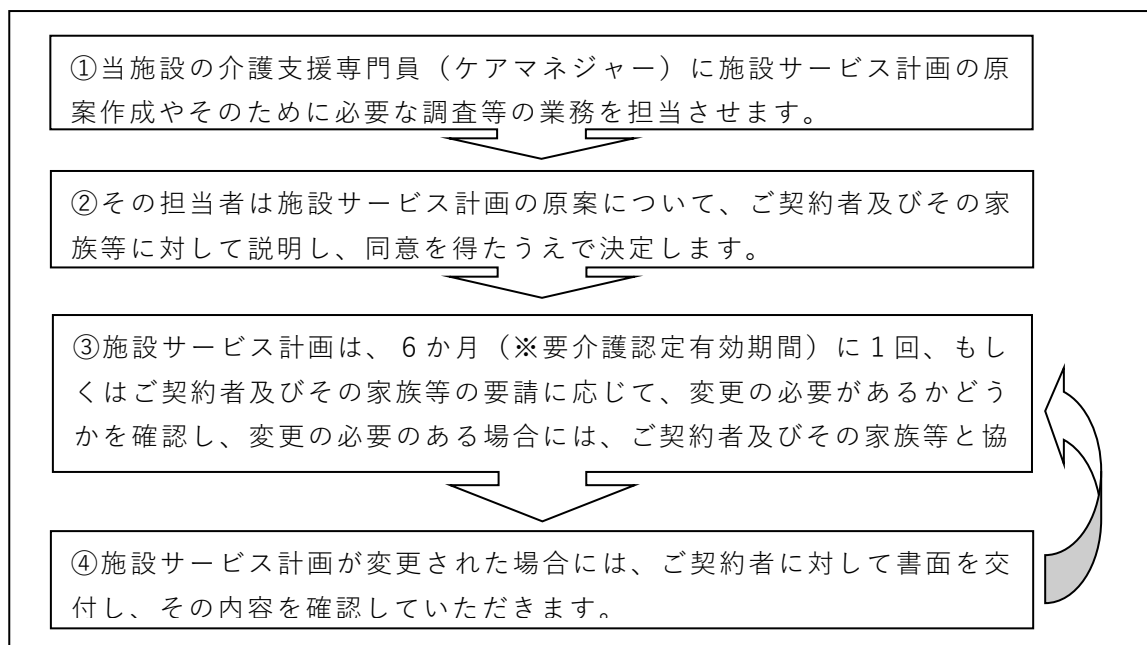 ①当施設の介護支援専門員（ケアマネジャー）に施設サービス計画の原
案作成やそのために必要な調査等の業務を担当させます。
②その担当者は施設サービス計画の原案について、ご契約者及びその家
族等に対して説明し、同意を得たうえで決定します。
③施設サービス計画は、６か月（※要介護認定有効期間）に１回、もし
くはご契約者及びその家族等の要請に応じて、変更の必要があるかどう
かを確認し、変更の必要のある場合には、ご契約者及びその家族等と協
④施設サービス計画が変更された場合には、ご契約者に対して書面を交
付し、その内容を確認していただきます。